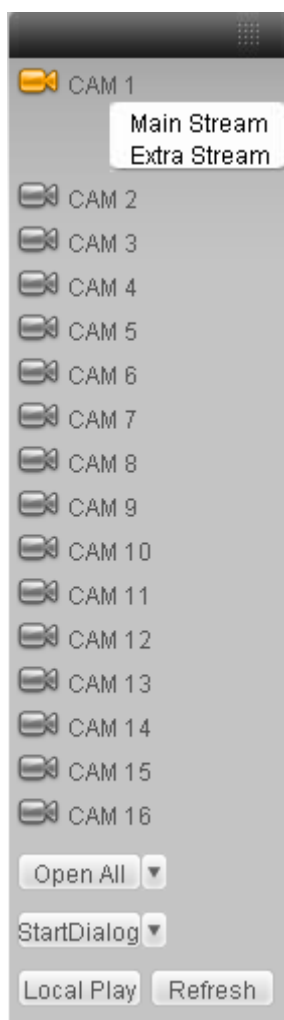 CAM 1
Main Stream
Extra Stream
CAM 2
CAM 3
CAM 4
CAM 5
CAM 6
CAM 7
CAM 8
CAM 9
CAM 10
CAM 11
CAM 12
CAM 13
CAM 14
CAM 15
CAM 16
Open All
StartDialog
Local Play Refresh